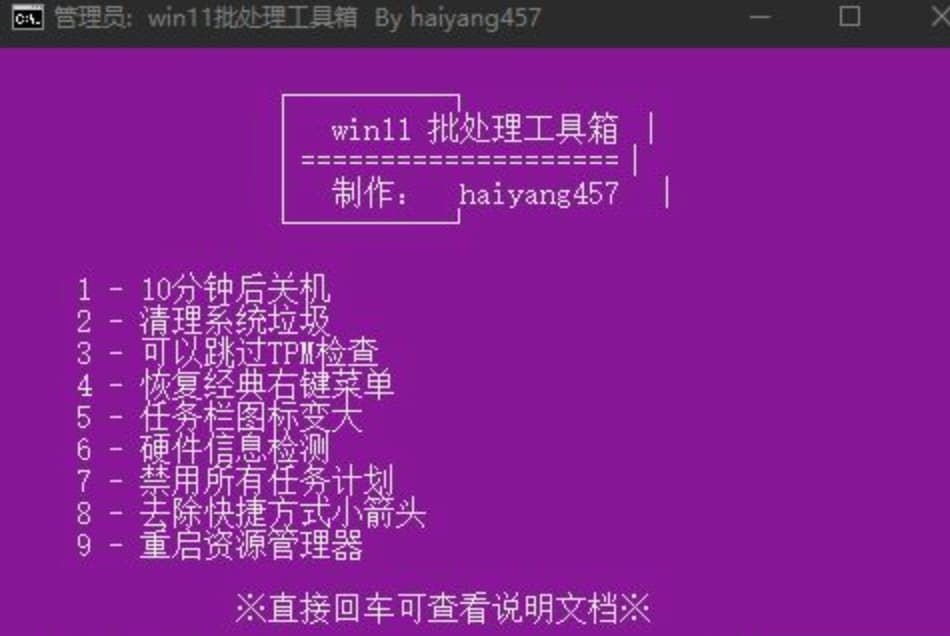 管理员: win11批处理工具箱 By haiyang457
win11 批处理工具箱
====================
制作： haiyang457
1 - 10分钟后关机
2 - 清理系统垃圾
3 - 可以跳过TPM检查
4 - 恢复经典右键菜单
5 - 任务栏图标变大
6 - 硬件信息检测
7 - 禁用所有任务计划
8 - 去除快捷方式小箭头
9 - 重启资源管理器
※直接回车可查看说明文档※